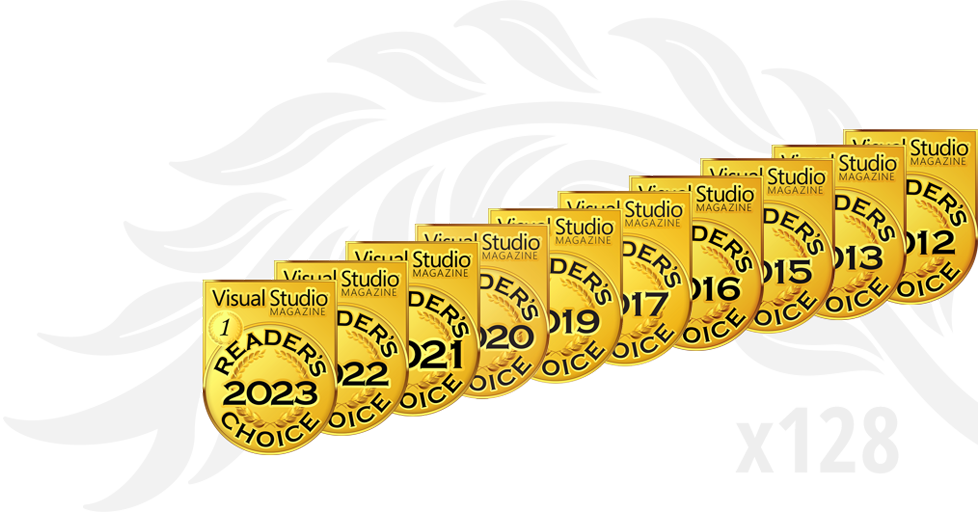 Visual Studio
MAGAZINE
1
READER'S
2023
CHOICE
Visual Studio
MAGAZINE
DER'S
022
OICE
Visual Studio
MAGAZINE
DER'S
021
OICE
Visual Studio
MAGAZINE
DER'S
020
OICE
Visual Studio
MAGAZINE
DER'S
019
OICE
Visual Studio
MAGAZINE
DER'S
017
OICE
Visual Studio
MAGAZINE
DER'S
016
OICE
Visual Studio
MAGAZINE
DER'S
015
OICE
Visual Studio
MAGAZINE
DER'S
013
OICE
Visual Studio
MAGAZINE
DER'S
012
OICE
x128